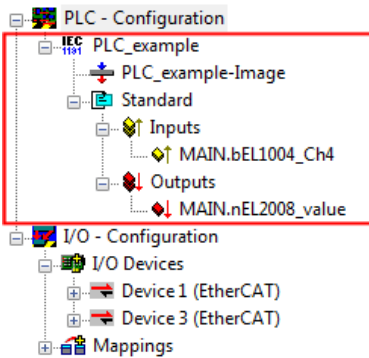 PLC - Configuration
IEC
1131
PLC_example
PLC_example-Image
Standard
Inputs
MAIN.bEL1004_Ch4
Outputs
MAIN.nEL2008_value
I/O - Configuration
I/O Devices
Device 1 (EtherCAT)
Device 3 (EtherCAT)
Mappings